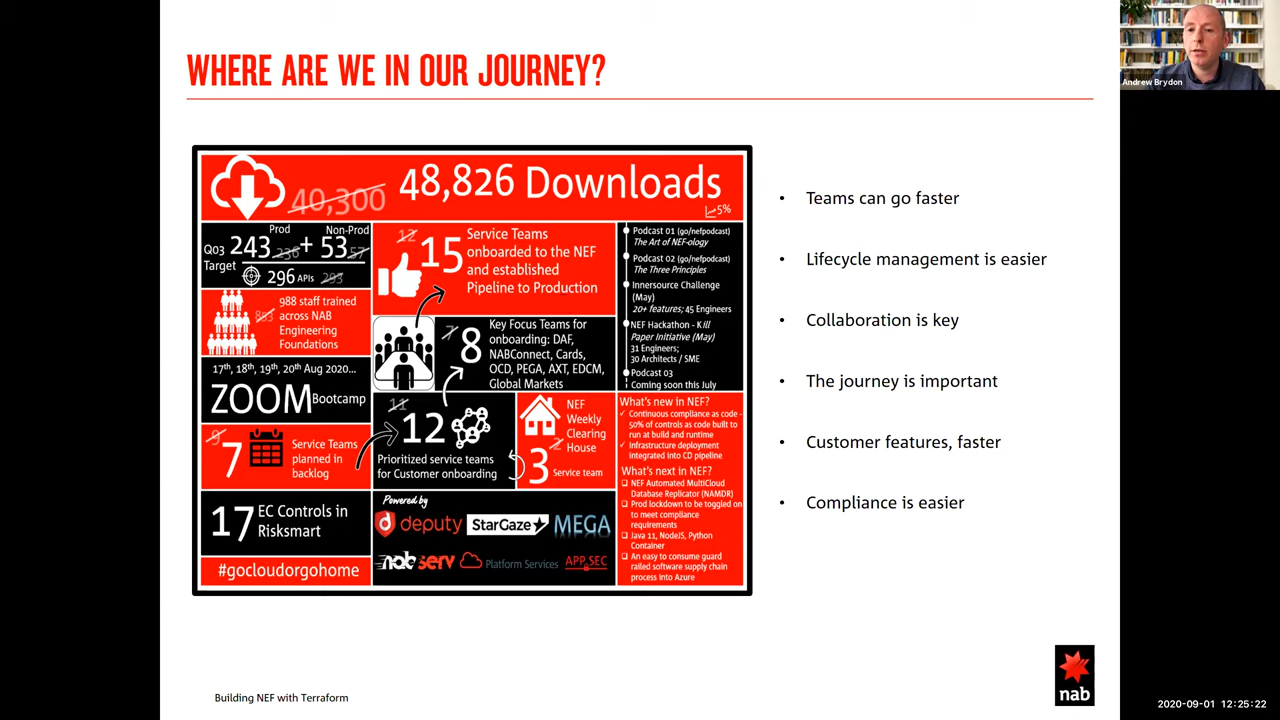 WHERE ARE WE IN OUR JOURNEY?
Andrew Brydon
40,300 48,826 Downloads
5%
Prod Non-Prod
Q03 243 236 + 53 57
Target 296 APIs 293
988 staff trained
883 across NAB
Engineering
Foundations
17th, 18th, 19th, 20th Aug 2020...
ZOOM Bootcamp
9
7 Service Teams
planned in
backlog
17 EC Controls in
Risksmart
#gocloudorgohome
12
15 Service Teams
onboarded to the NEF
and established
Pipeline to Production
7
8 Key Focus Teams for
onboarding: DAF,
NABConnect, Cards,
OCD, PEGA, AXT, EDCM,
Global Markets
11
12
Prioritized service teams
for Customer onboarding
NEF
Weekly
Clearing
House
2
3 Service team
Powered by
deputy StarGaze MEGA
nabserv Platform Services APP SEC
Podcast 01 (go/nefpodcast)
The Art of NEF-ology
Podcast 02 (go/nefpodcast)
The Three Principles
Innersource Challenge
(May)
20+ features; 45 Engineers
NEF Hackathon - Kill
Paper Initiative (May)
31 Engineers;
30 Architects / SME
Podcast 03
Coming soon this July
What's new in NEF?
✓ Continuous compliance as code -
50% of controls as code built to
run at build and runtime
✓ Infrastructure deployment
integrated into CD pipeline
What's next in NEF?
❑ NEF Automated MultiCloud
Database Replicator (NAMDR)
❑ Prod lockdown to be toggled on
to meet compliance
requirements
❑ Java 11, NodeJS, Python
Container
❑ An easy to consume guard
railed software supply chain
process into Azure
• Teams can go faster
• Lifecycle management is easier
• Collaboration is key
• The journey is important
• Customer features, faster
• Compliance is easier
Building NEF with Terraform
nab
2020-09-01 12:25:22